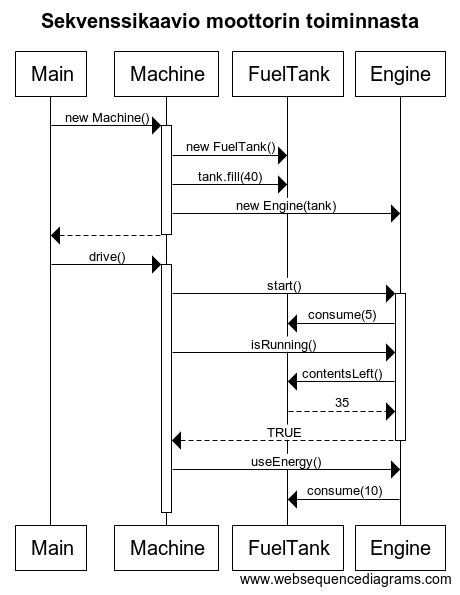 Sekvenssikaavio moottorin toiminnasta
Main Machine FuelTank Engine
new Machine()
new FuelTank()
tank.fill(40)
new Engine(tank)
drive()
start()
consume(5)
isRunning()
contentsLeft()
35
TRUE
useEnergy()
consume(10)
Main Machine FuelTank Engine
www.websequencediagrams.com